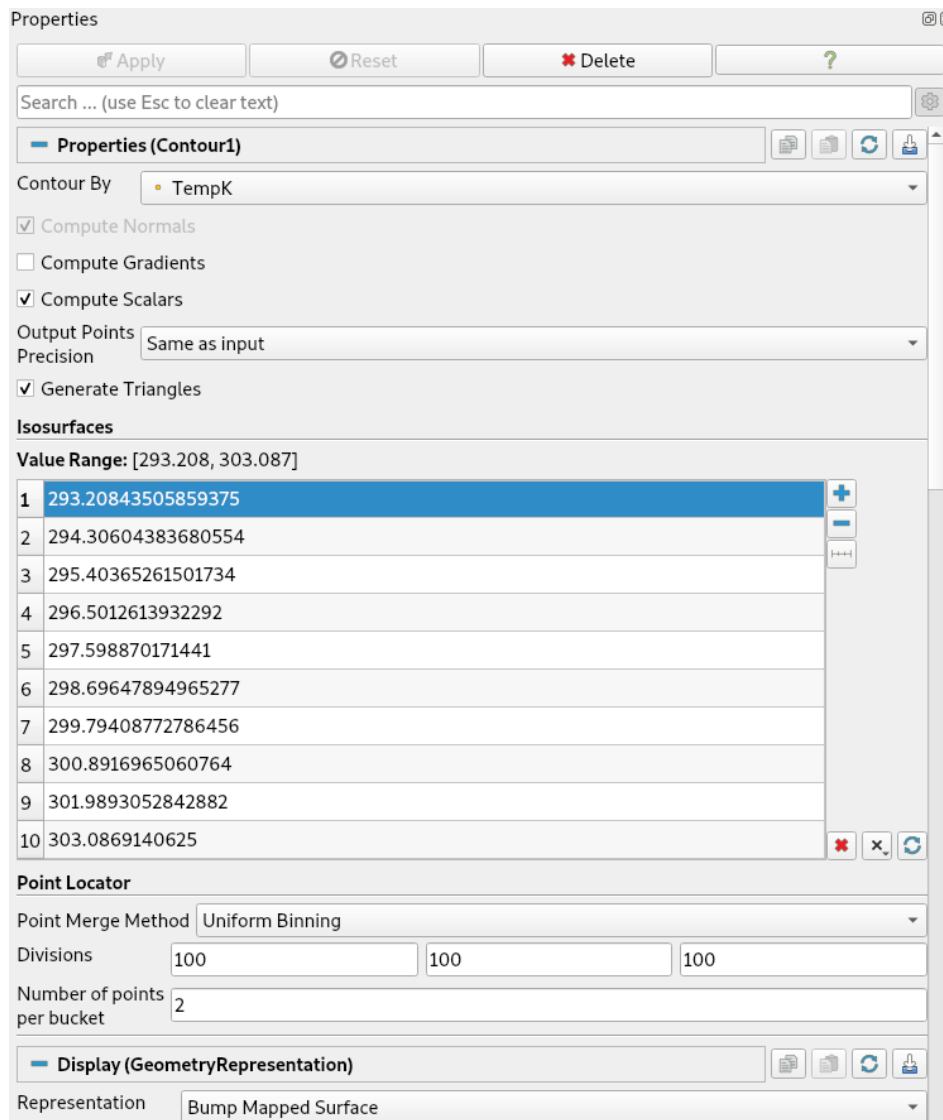 Properties
Apply Reset Delete ?
Search ... (use Esc to clear text)
Properties (Contour1)
Contour By TempK
Compute Normals
Compute Gradients
Compute Scalars
Output Points Precision Same as input
Generate Triangles
Isosurfaces
Value Range: [293.208, 303.087]
1 293.20843505859375
2 294.30604383680554
3 295.40365261501734
4 296.5012613932292
5 297.598870171441
6 298.69647894965277
7 299.79408772786456
8 300.8916965060764
9 301.9893052842882
10 303.0869140625
Point Locator
Point Merge Method Uniform Binning
Divisions 100 100 100
Number of points per bucket 2
Display (GeometryRepresentation)
Representation Bump Mapped Surface